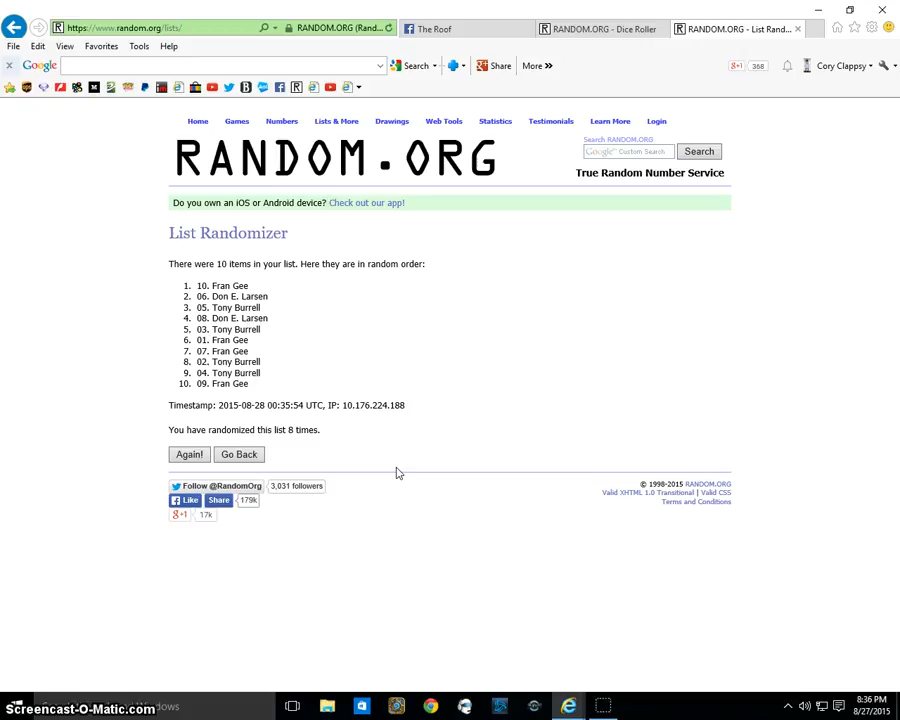 https://www.random.org/lists/
RANDOM.ORG (Rand...
The Roof
RANDOM.ORG - Dice Roller
RANDOM.ORG - List Rand...
File Edit View Favorites Tools Help
Google
Search
Share
More »
368
Cory Clappsy
Home Games Numbers Lists & More Drawings Web Tools Statistics Testimonials Learn More Login
RANDOM.ORG
Search RANDOM.ORG
Google™ Custom Search
Search
True Random Number Service
Do you own an iOS or Android device? Check out our app!
List Randomizer
There were 10 items in your list. Here they are in random order:
1. 10. Fran Gee
2. 06. Don E. Larsen
3. 05. Tony Burrell
4. 08. Don E. Larsen
5. 03. Tony Burrell
6. 01. Fran Gee
7. 07. Fran Gee
8. 02. Tony Burrell
9. 04. Tony Burrell
10. 09. Fran Gee
Timestamp: 2015-08-28 00:35:54 UTC, IP: 10.176.224.188
You have randomized this list 8 times.
Again! Go Back
Follow @RandomOrg 3,031 followers
Like Share 179k
g+1 17k
© 1998-2015 RANDOM.ORG
Valid XHTML 1.0 Transitional | Valid CSS
Terms and Conditions
Screencast-O-Matic.com
8:36 PM
8/27/2015